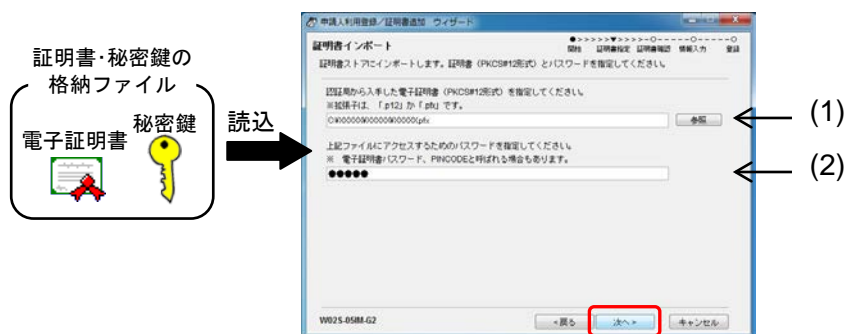 証明書･秘密鍵の
格納ファイル
電子証明書
秘密鍵
読込
申請人利用登録／証明書追加 ウィザード
証明書インポート
●>>>>>▼>>>>--O-----O-----O
開始 証明書指定 証明書確認 情報入力 登録
証明書ストアにインポートします。証明書（PKCS#12形式）とパスワードを指定してください。
認証局から入手した電子証明書（PKCS#12形式）を指定してください。
※拡張子は、「.p12」か「.pfx」です。
参照
(1)
上記ファイルにアクセスするためのパスワードを指定してください。
※ 電子証明書パスワード、PINCODEと呼ばれる場合もあります。
●●●●●
(2)
W02S-05IM-G2
<戻る
次へ>
キャンセル